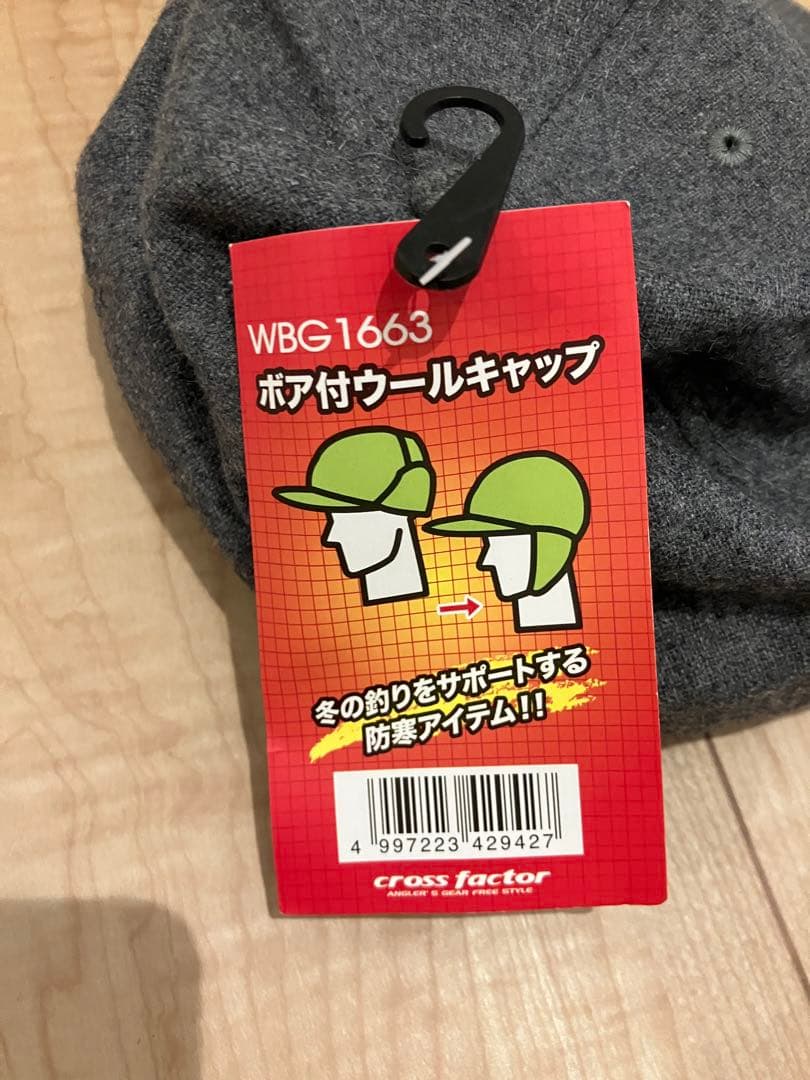 WBG1663
ボア付ウールキャップ
冬の釣りをサポートする
防寒アイテム!!
4 997223 429427
cross factor
ANGLER'S GEAR FREE STYLE